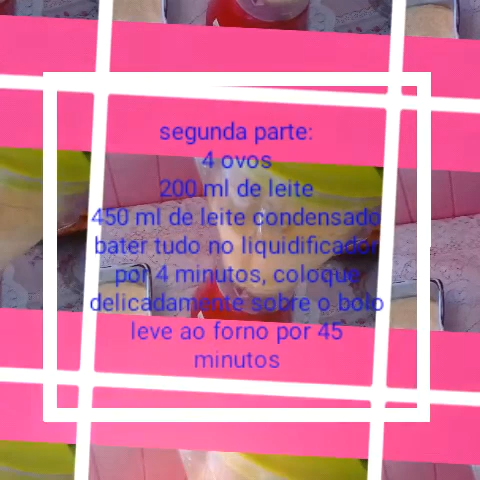 segunda parte:
4 ovos
200 ml de leite
450 ml de leite condensado
bater tudo no liquidificador
por 4 minutos, coloque
delicadamente sobre o bolo
leve ao forno por 45
minutos